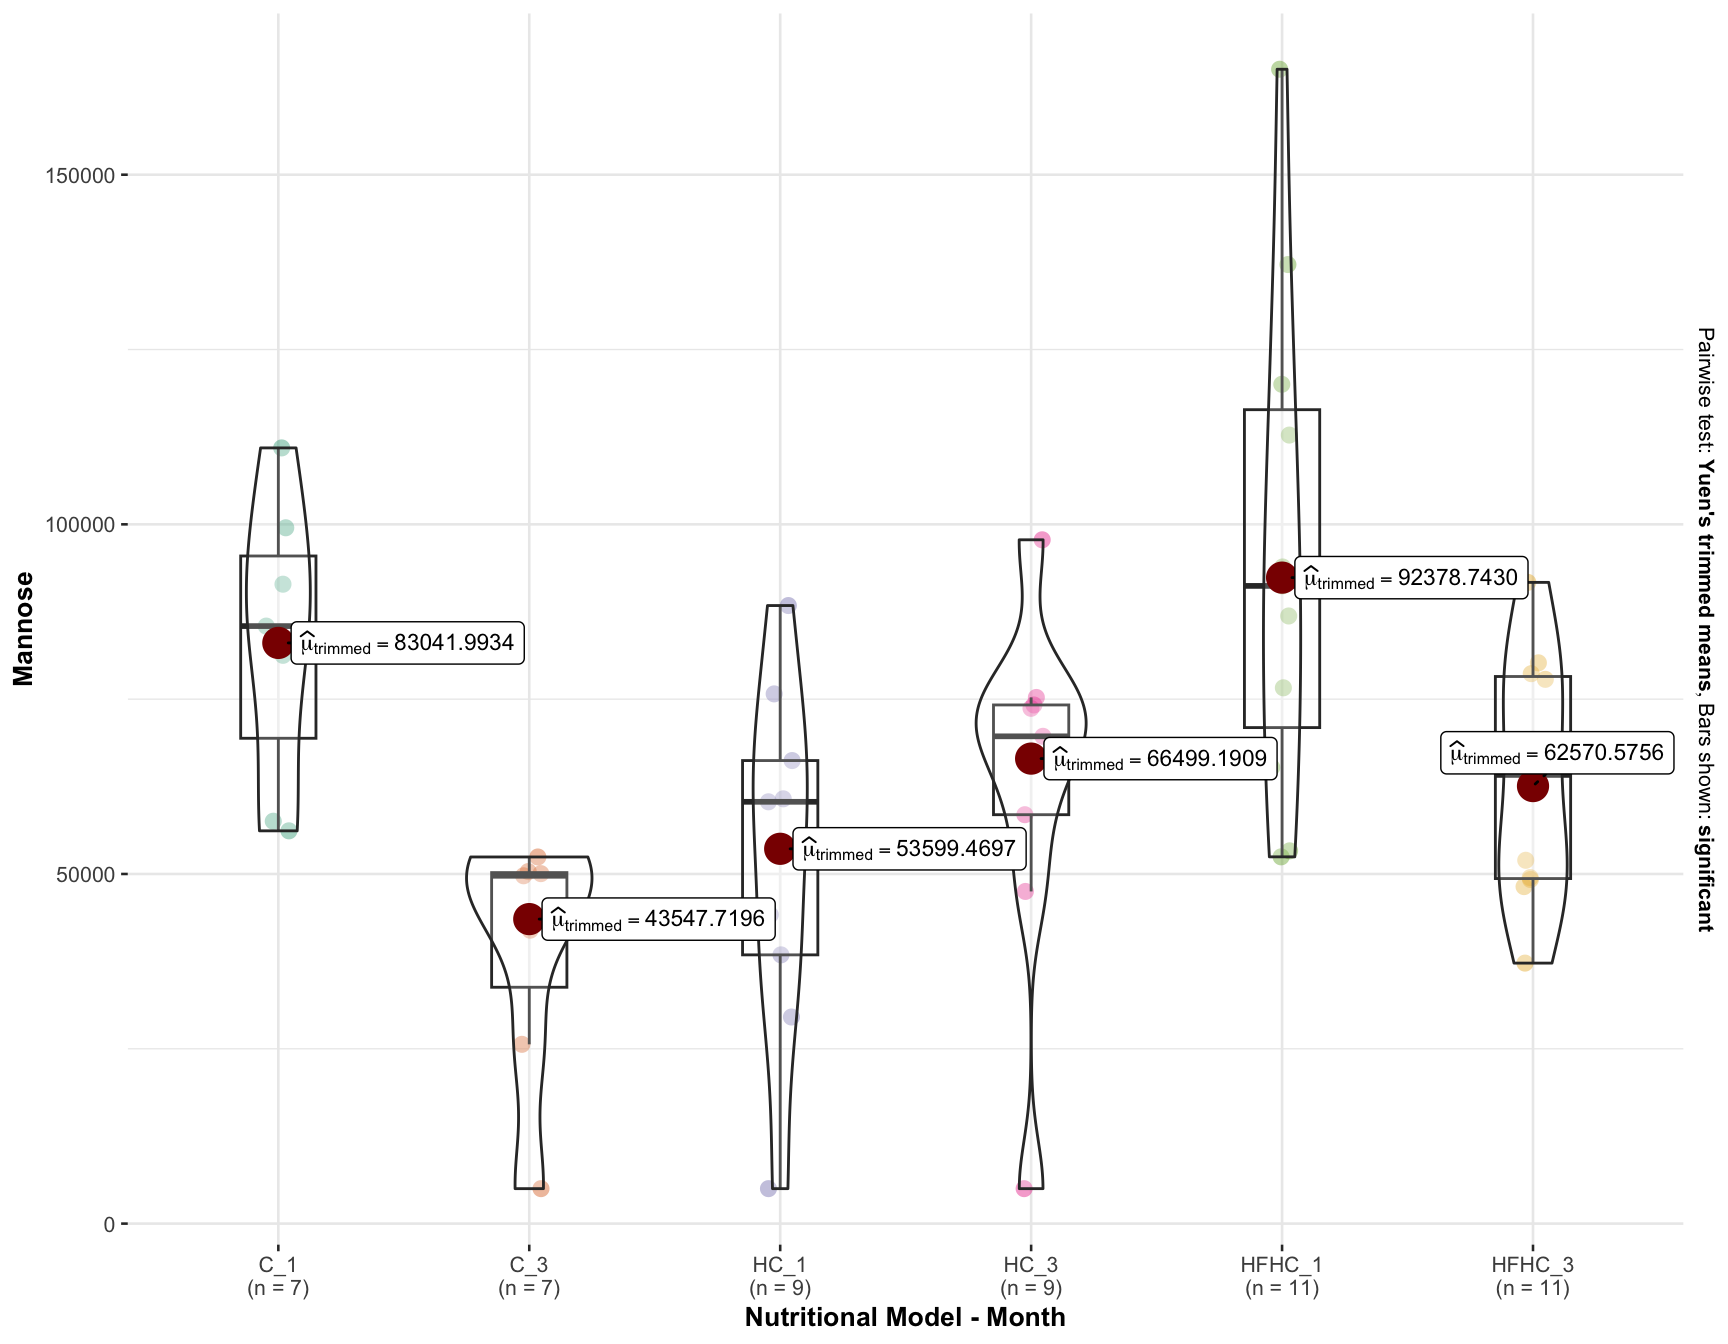 Mannose
150000
100000
50000
0
μ̂trimmed = 83041.9934
μ̂trimmed = 43547.7196
μ̂trimmed = 53599.4697
μ̂trimmed = 66499.1909
μ̂trimmed = 92378.7430
μ̂trimmed = 62570.5756
C_1
(n = 7)
C_3
(n = 7)
HC_1
(n = 9)
HC_3
(n = 9)
HFHC_1
(n = 11)
HFHC_3
(n = 11)
Nutritional Model - Month
Pairwise test: Yuen's trimmed means, Bars shown: significant